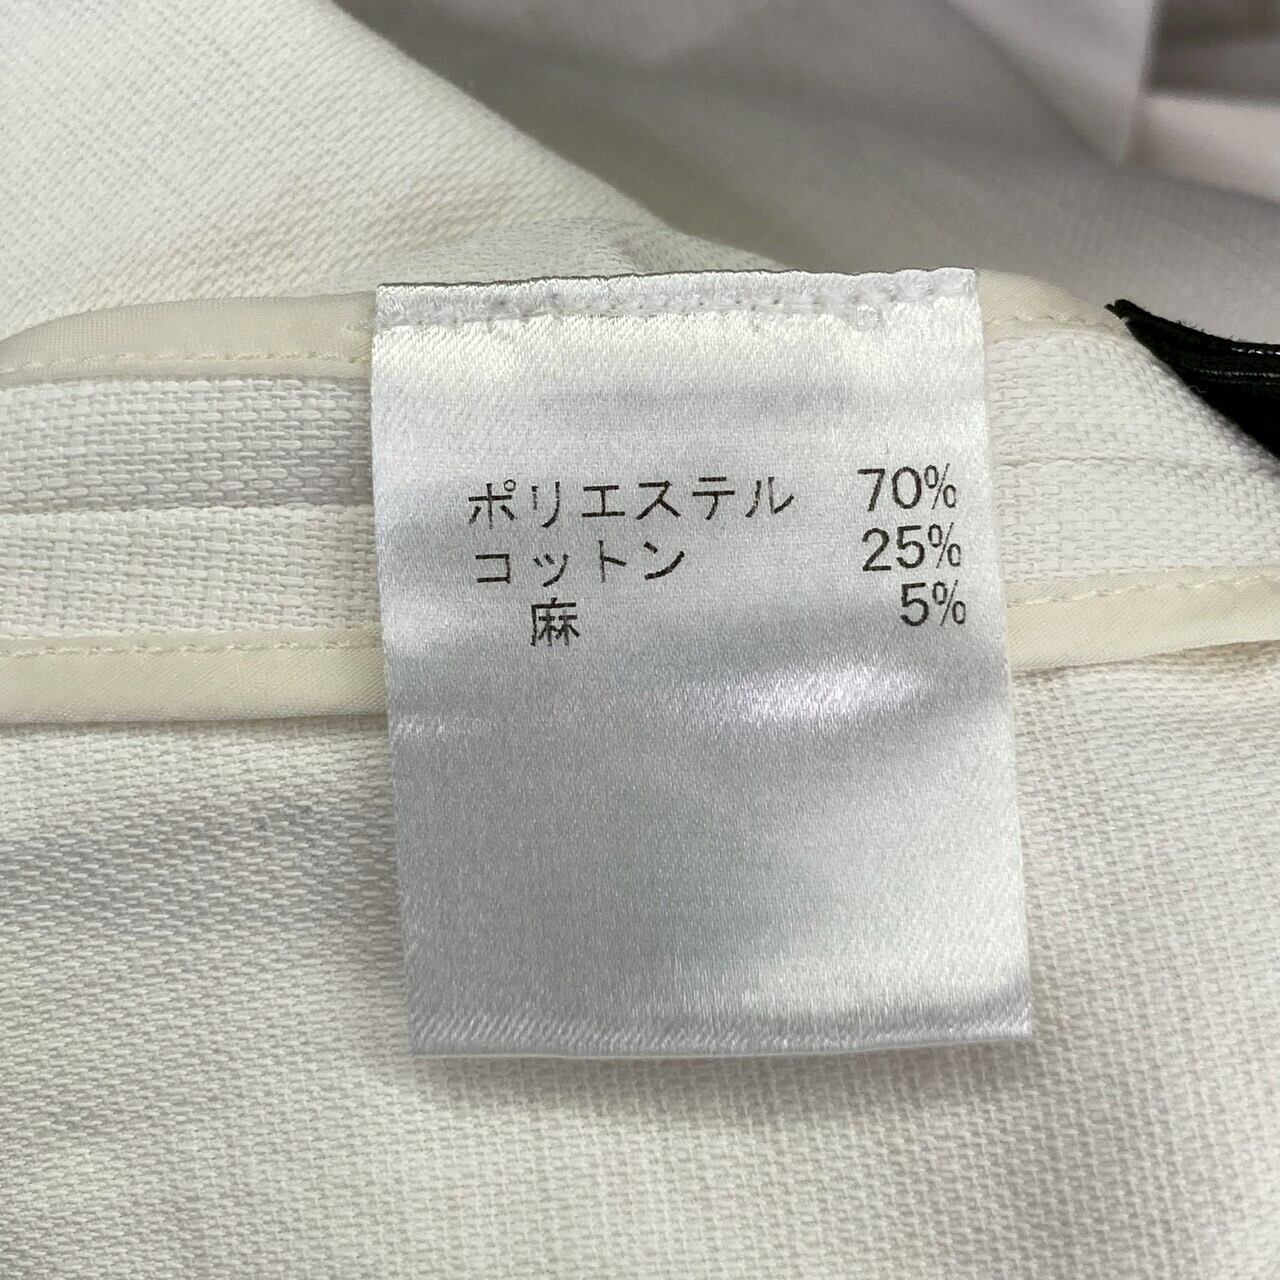 ポリエステル 70%
コットン 25%
麻 5%